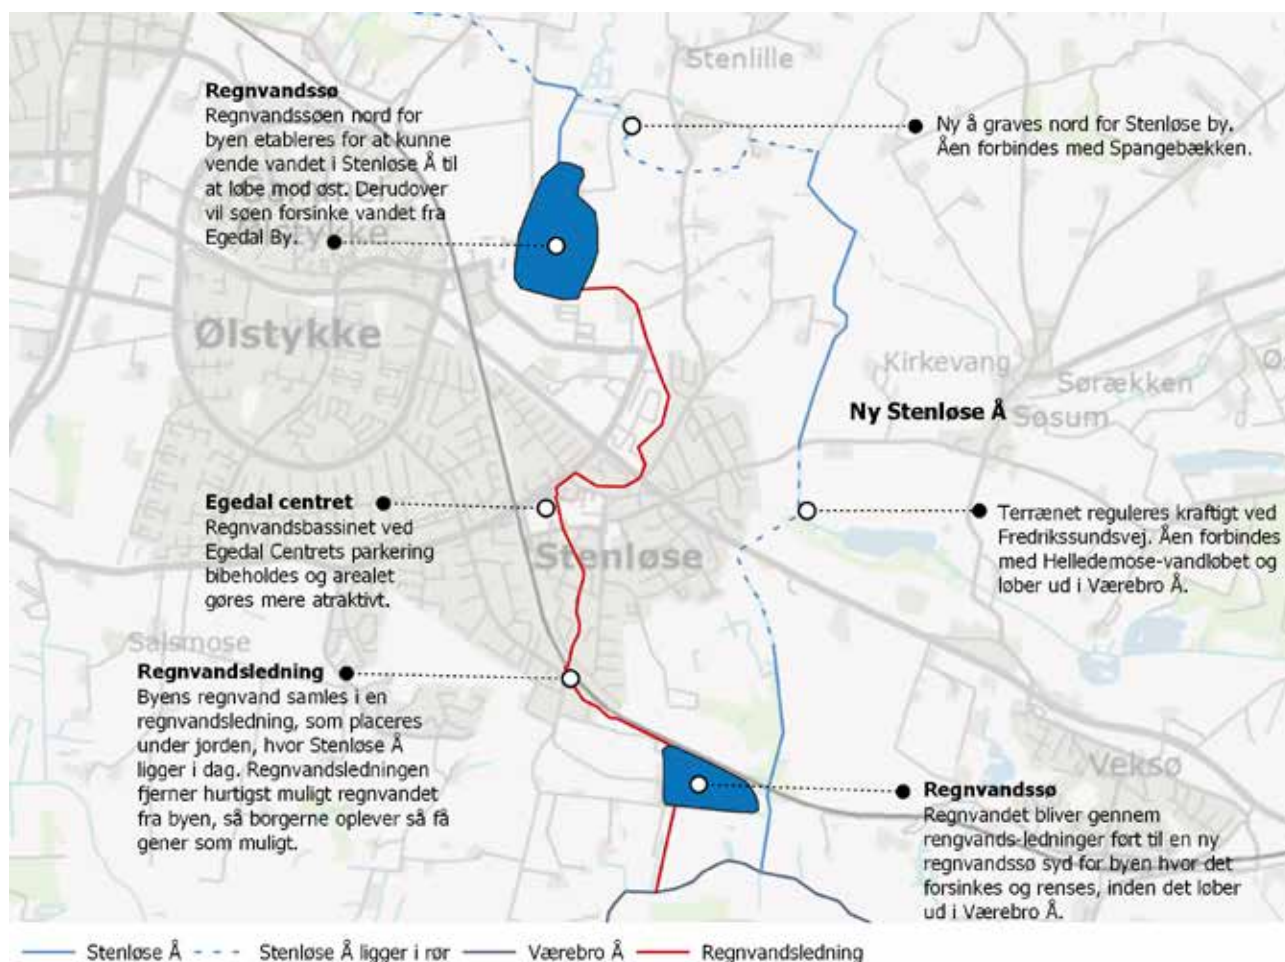 Stenlille
Regnvandssø
Regnvandssøen nord for
byen etableres for at kunne
vende vandet i Stenløse Å til
at løbe mod øst. Derudover
vil søen forsinke vandet fra
Egedal By.
Ny å graves nord for Stenløse by.
Åen forbindes med Spangebækken.
Ølstykke
Kirkevang
Sørækken
Ny Stenløse Å
Søsum
Egedal centret
Regnvandsbassinet ved
Egedal Centrets parkering
bibeholdes og arealet
gøres mere atraktivt.
Stenløse
Terrænet reguleres kraftigt ved
Fredrikssundsvej. Åen forbindes
med Helledemose-vandløbet og
løber ud i Værebro Å.
Salsmose
Regnvandsledning
Byens regnvand samles i en
regnvandsledning, som placeres
under jorden, hvor Stenløse Å
ligger i dag. Regnvandsledningen
fjerner hurtigst muligt regnvandet
fra byen, så borgerne oplever så få
gener som muligt.
Veksø
Regnvandssø
Regnvandet bliver gennem
rengvands-ledninger ført til en ny
regnvandssø syd for byen hvor det
forsinkes og renses, inden det løber
ud i Værebro Å.
Stenløse Å
Stenløse Å ligger i rør
Værebro Å
Regnvandsledning